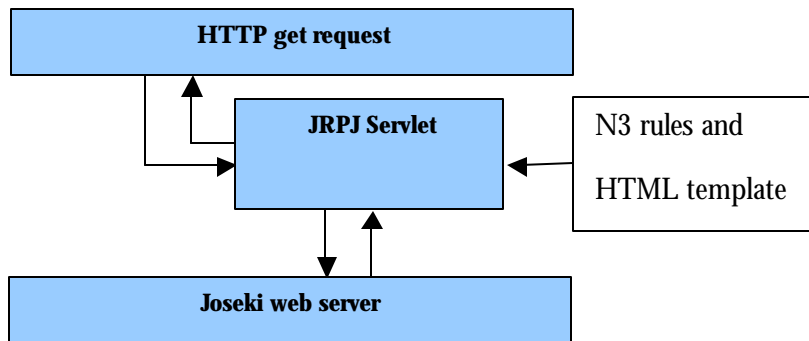 HTTP get request
JRPJ Servlet
N3 rules and
HTML template
Joseki web server